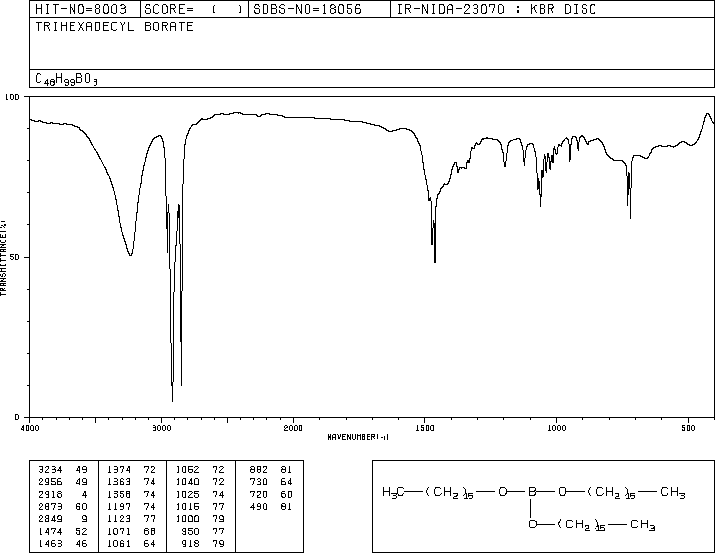 HIT-NO=8003 SCORE= ( ) SDBS-NO=18056 IR-NIDA-23070 : KBR DISC
TRIHEXADECYL BORATE
C48H99BO3
100
50
0
TRANSMITTANCE(%)
4000 3000 2000 1500 1000 500
WAVENUMBER(-1)
3234 49 1374 72 1052 72 882 81
2956 49 1363 74 1040 72 730 64
2918 4 1358 74 1025 74 720 60
2873 60 1197 74 1015 77 490 81
2849 9 1123 77 1000 79
1474 52 1071 68 950 77
1463 46 1061 64 918 79
H3C—(CH2)15—O—B—O—(CH2)15—CH3
O—(CH2)15—CH3